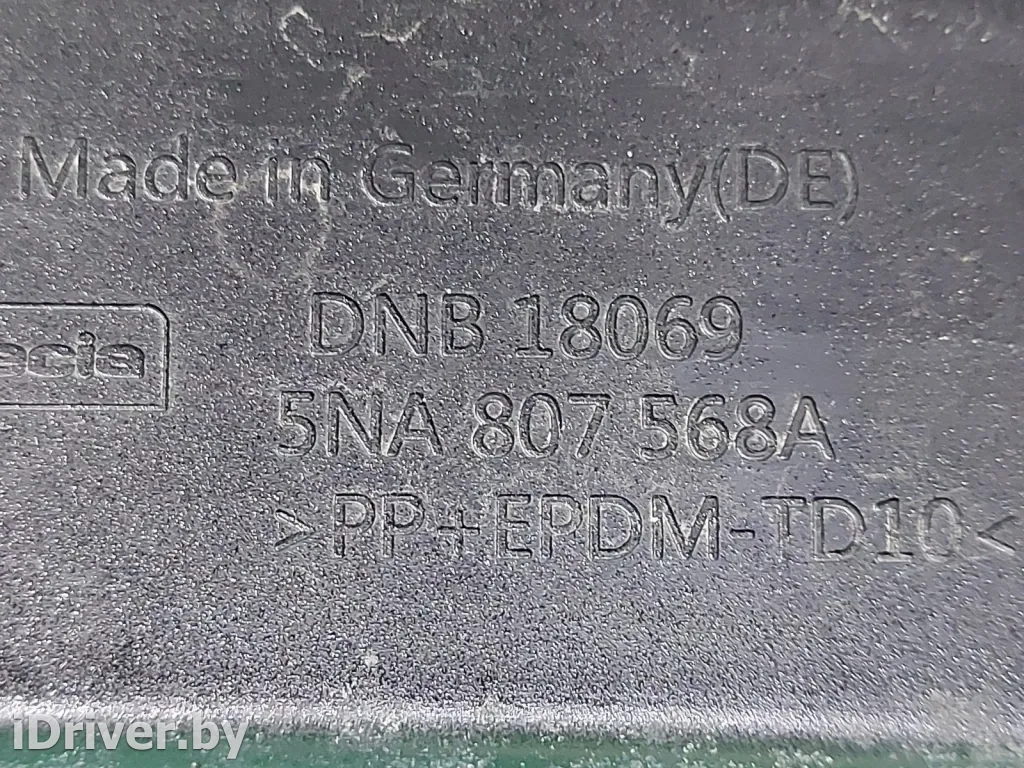 Made in Germany(DE)
DNB 18069
ecia
5NA 807 568A
>PP+EPDM-TD10<
iDriver.by